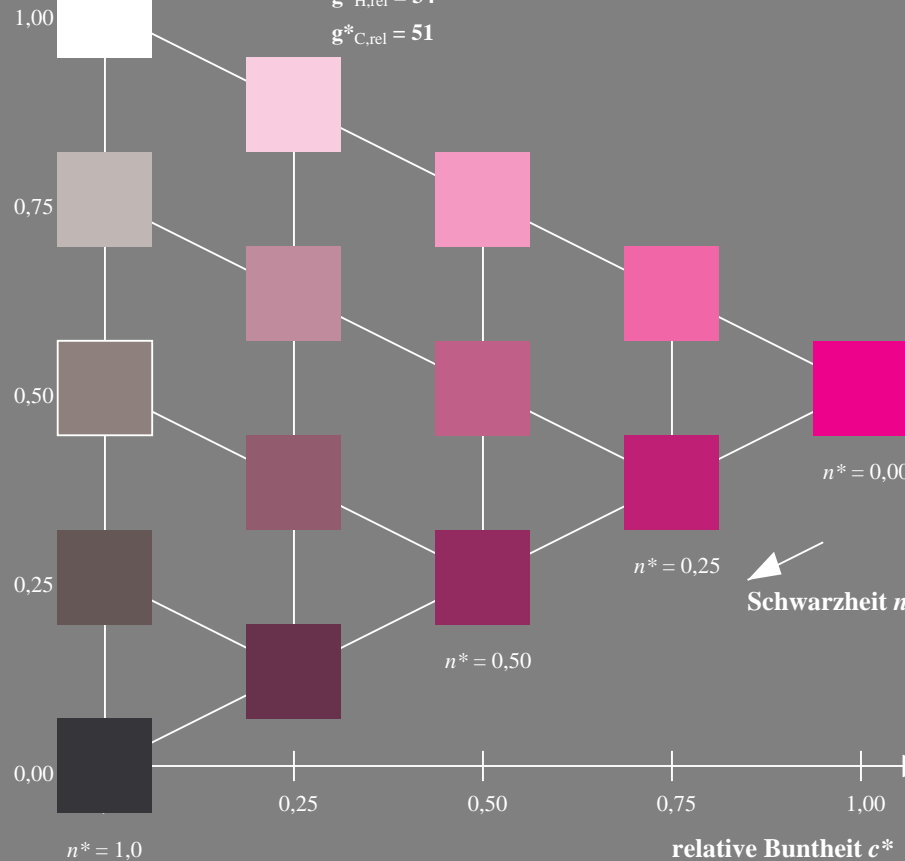 1,00
g*C,rel = 51
0,75
0,50
n* = 0,00
0,25
n* = 0,25
Schwarzheit n
n* = 0,50
0,00
0,25
0,50
0,75
1,00
n* = 1,0
relative Buntheit c*